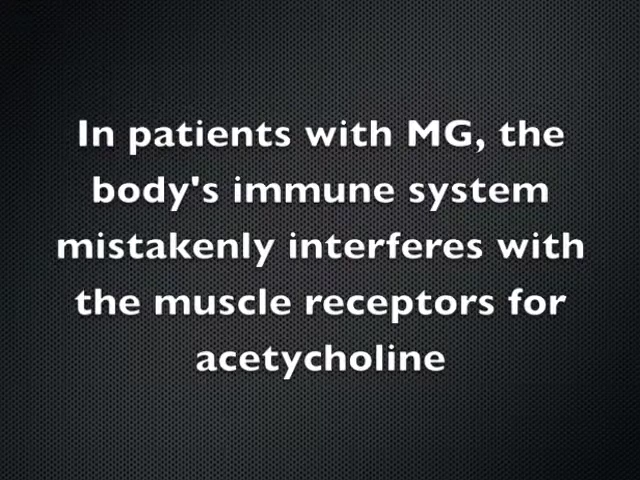 In patients with MG, the
body's immune system
mistakenly interferes with
the muscle receptors for
acetycholine